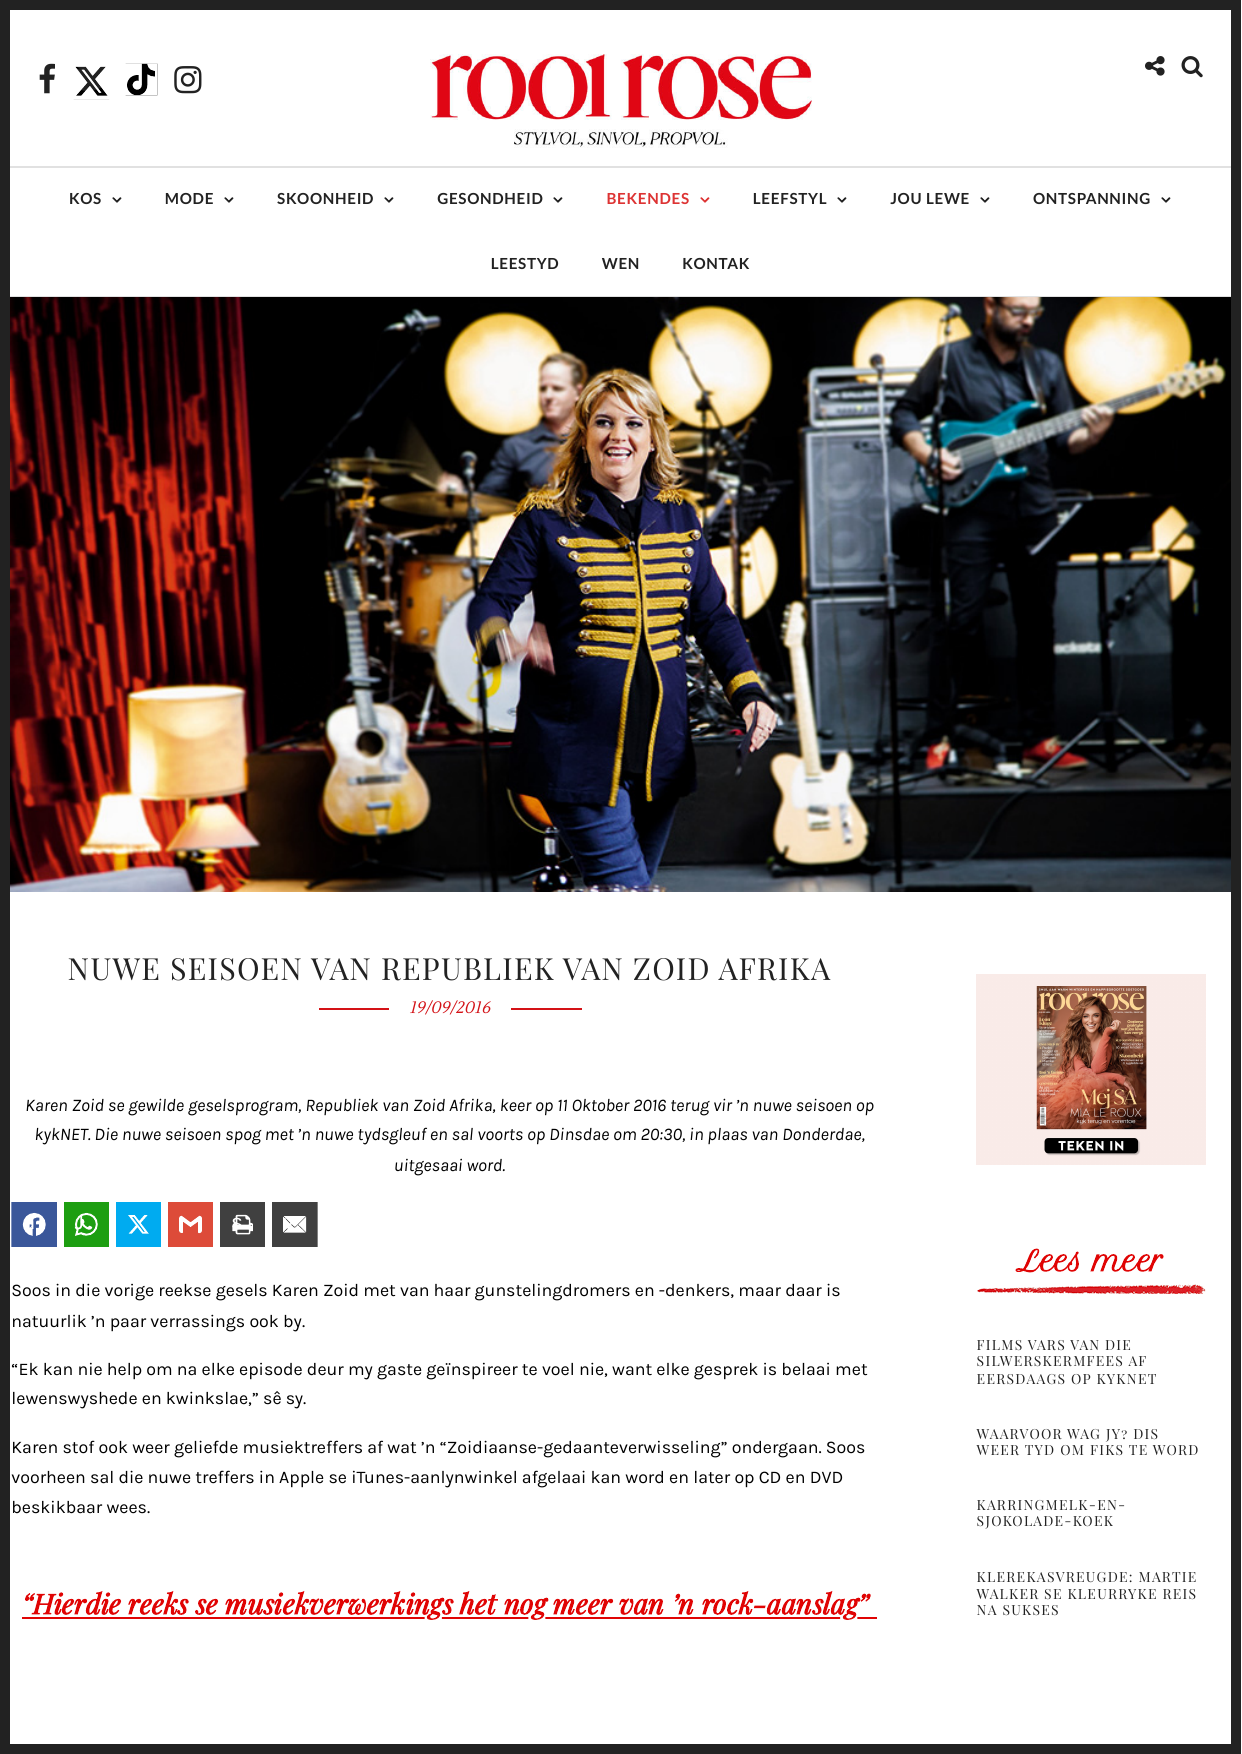 rooi rose
STYLVOL, SINVOL, PROPVOL.
KOS MODE SKOONHEID GESONDHEID BEKENDES LEEFSTYL JOU LEWE ONTSPANNING
LEESTYD WEN KONTAK
NUWE SEISOEN VAN REPUBLIEK VAN ZOID AFRIKA
19/09/2016
Karen Zoid se gewilde geselsprogram, Republiek van Zoid Afrika, keer op 11 Oktober 2016 terug vir ’n nuwe seisoen op
kykNET. Die nuwe seisoen spog met ’n nuwe tydsgleuf en sal voorts op Dinsdae om 20:30, in plaas van Donderdae,
uitgesaai word.
Soos in die vorige reekse gesels Karen Zoid met van haar gunstelingdromers en -denkers, maar daar is
natuurlik ’n paar verrassings ook by.
“Ek kan nie help om na elke episode deur my gaste geïnspireer te voel nie, want elke gesprek is belaai met
lewenswyshede en kwinkslae,” sê sy.
Karen stof ook weer geliefde musiektreffers af wat ’n “Zoidiaanse-gedaanteverwisseling” ondergaan. Soos
voorheen sal die nuwe treffers in Apple se iTunes-aanlynwinkel afgelaai kan word en later op CD en DVD
beskikbaar wees.
“Hierdie reeks se musiekverwerkings het nog meer van ’n rock-aanslag”
rooi rose
Mej SA
MIA LE ROUX
TEKEN IN
Lees meer
FILMS VARS VAN DIE
SILWERSKERMFEES AF
EERSDAAGS OP KYKNET
WAARVOOR WAG JY? DIS
WEER TYD OM FIKS TE WORD
KARRINGMELK-EN-
SJOKOLADE-KOEK
KLEREKASVREUGDE: MARTIE
WALKER SE KLEURRYKE REIS
NA SUKSES